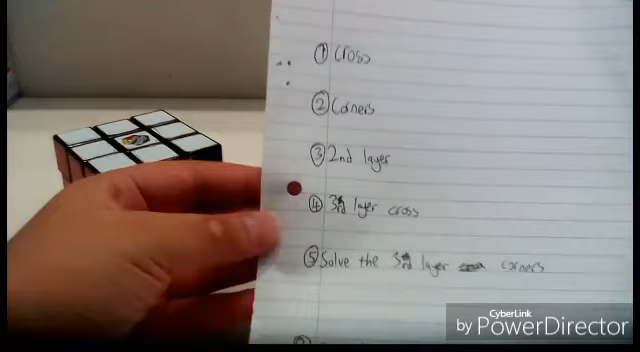 ① Cross
② Corners
③ 2nd layer
④ 3rd layer cross
⑤ Solve the 3rd layer corners
CyberLink
by PowerDirector